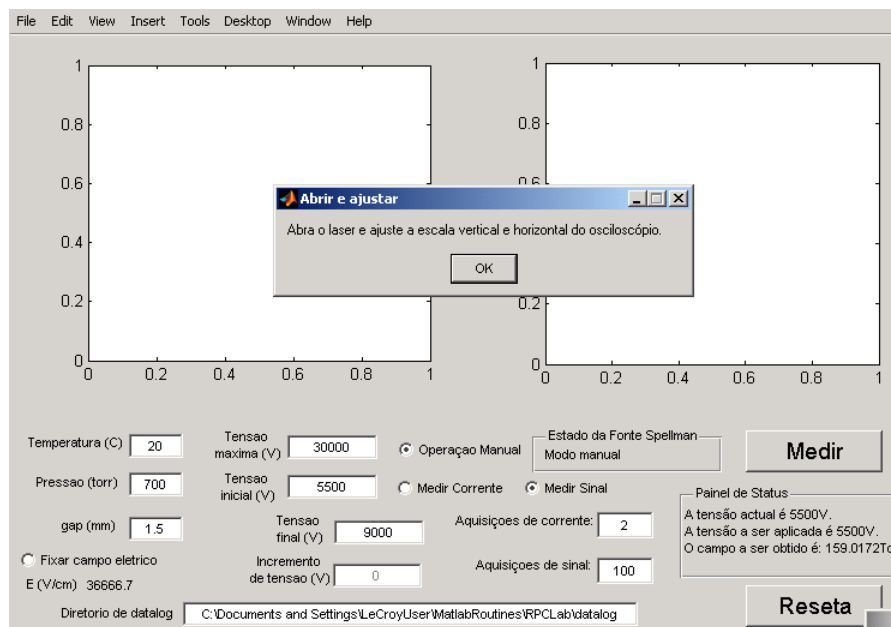 File Edit View Insert Tools Desktop Window Help
1
0.8
0.6
0.4
0.2
0
0 0.2 0.4 0.6 0.8 1
1
0.8
0.6
0.2
0
0 0.2 0.4 0.6 0.8 1
Abrir e ajustar
Abra o laser e ajuste a escala vertical e horizontal do osciloscópio.
OK
Temperatura (C) 20
Pressao (torr) 700
gap (mm) 1.5
Fixar campo eletrico
E (V/cm) 36666.7
Tensao
maxima (V) 30000
Tensao
inicial (V) 5500
Tensao
final (V) 9000
Incremento
de tensao (V) 0
Operaçao Manual
Medir Corrente Medir Sinal
Aquisiçoes de corrente: 2
Aquisiçoes de sinal: 100
Estado da Fonte Spellman
Modo manual
Medir
Painel de Status
A tensão actual é 5500V.
A tensão a ser aplicada é 5500V.
O campo a ser obtido é: 159.0172To
Diretorio de datalog C:\Documents and Settings\LeCroyUser\MatlabRoutines\RPCLab\datalog
Reseta